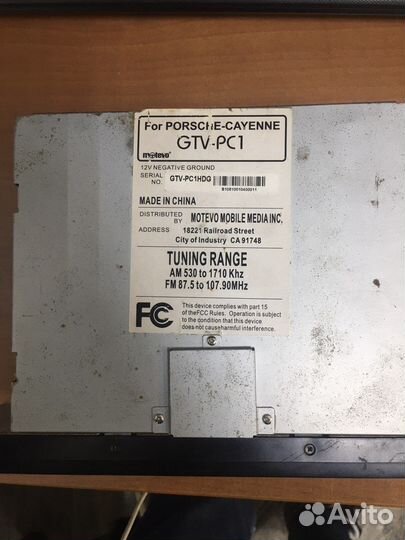 For PORSCHE-CAYENNE
GTV-PC1
motevo
12V NEGATIVE GROUND
SERIAL NO. GTV-PC1HDG
MADE IN CHINA
DISTRIBUTED BY MOTEVO MOBILE MEDIA INC.
ADDRESS 18221 Railroad Street
City of Industry CA 91748
TUNING RANGE
AM 530 to 1710 Khz
FM 87.5 to 107.90MHz
FC
This device complies with part 15
of theFCC Rules. Operation is subject
to the condition that this device
does not causeharmful interference.
Avito